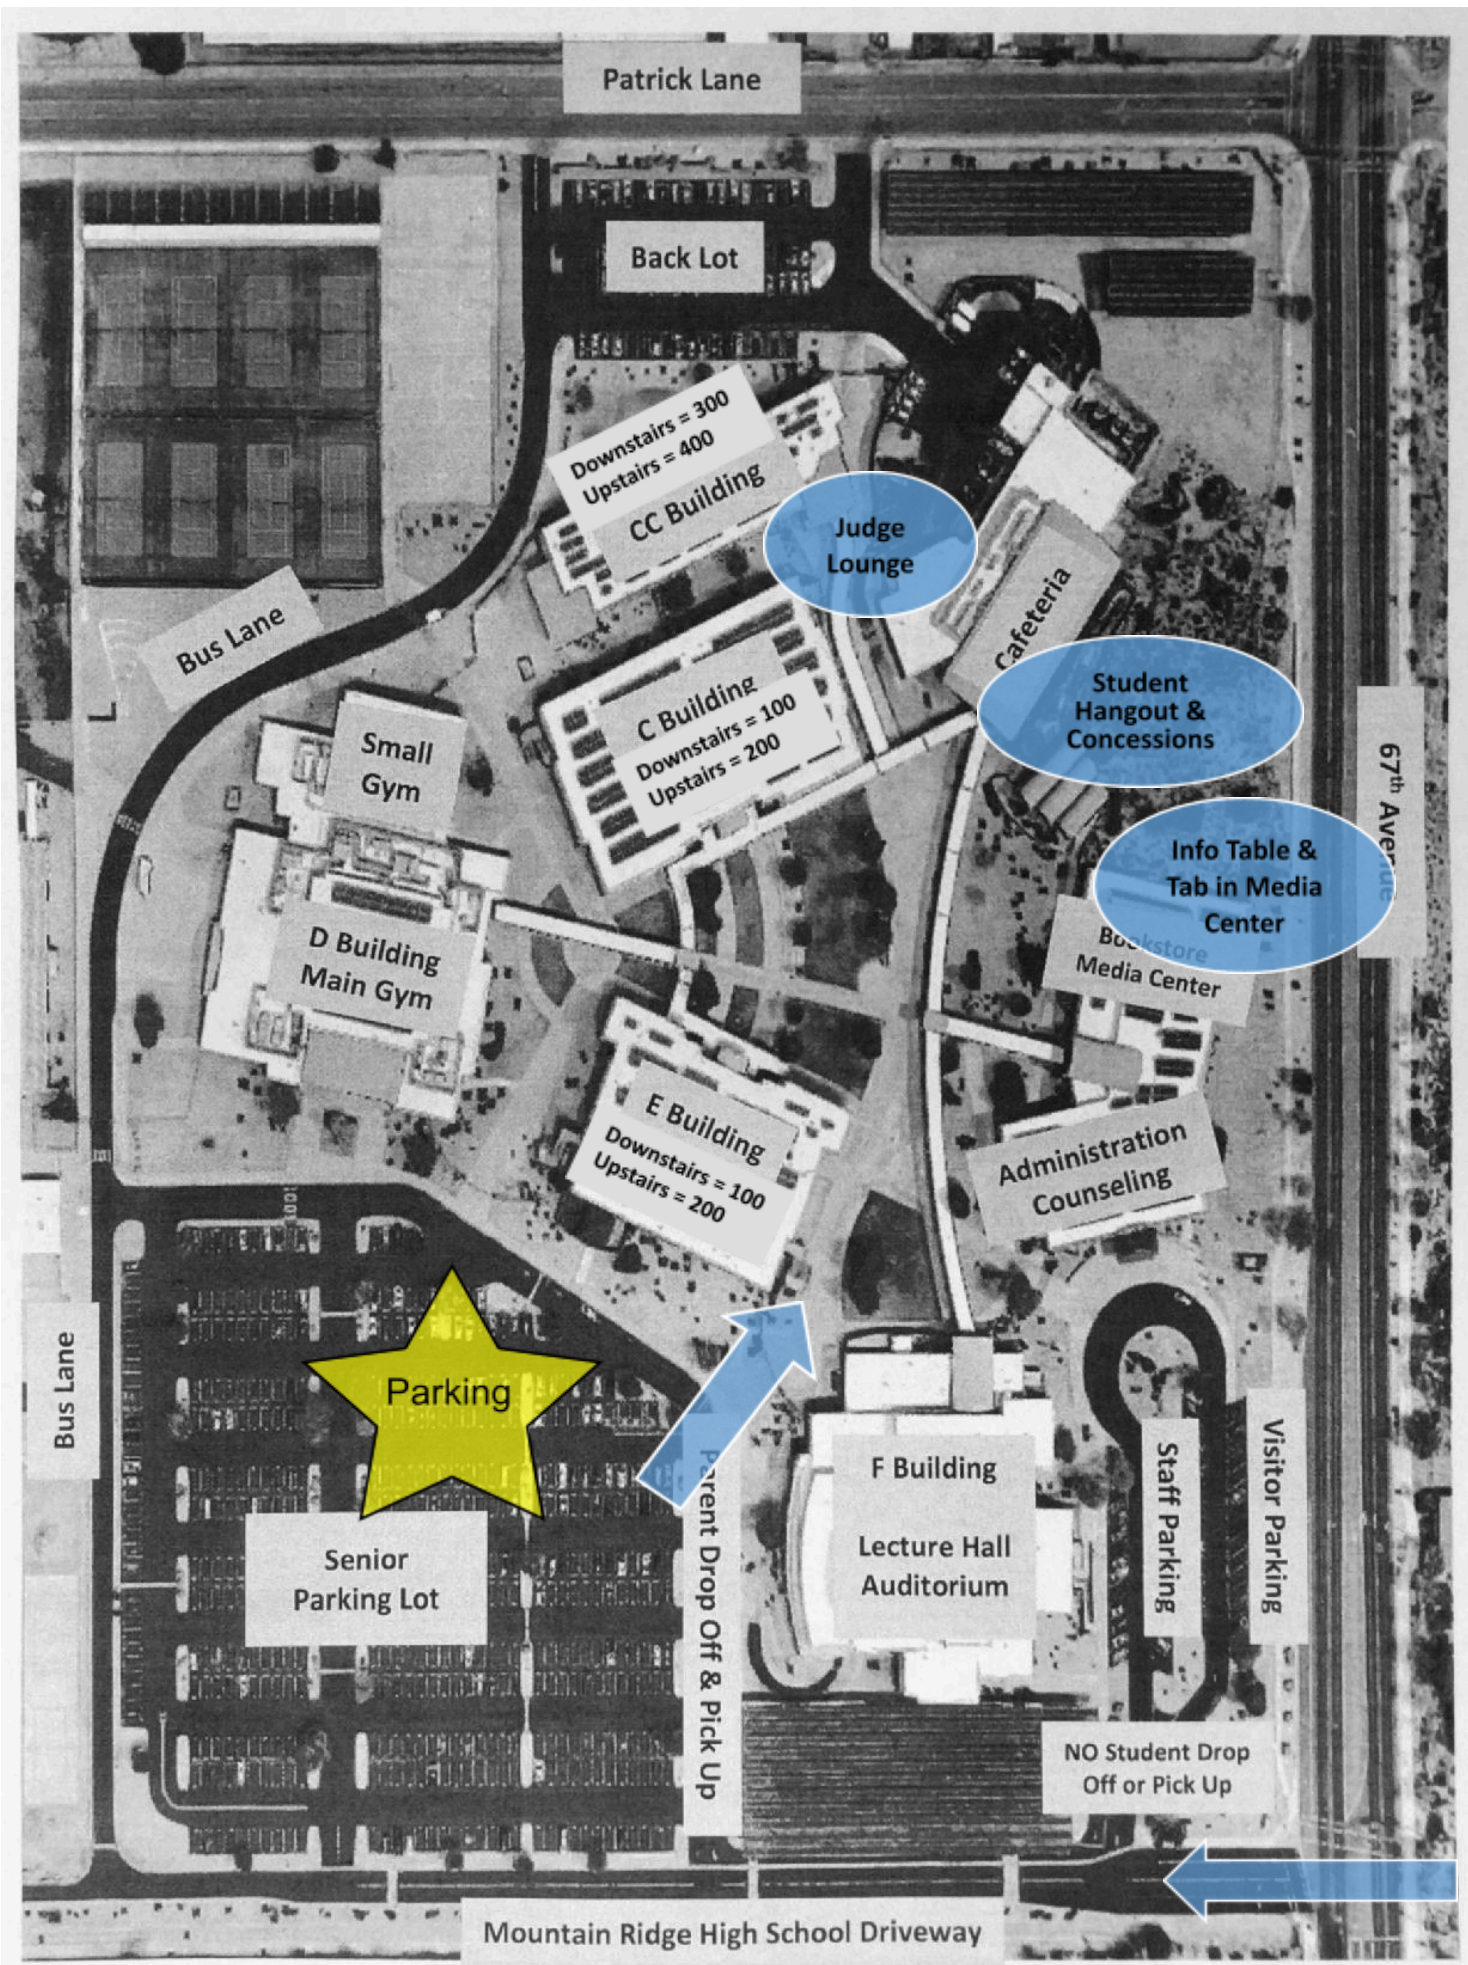 Patrick Lane
Back Lot
Downstairs = 300
Upstairs = 400
CC Building
Judge
Lounge
Cafeteria
Bus Lane
Student
Hangout &
Concessions
C Building
Downstairs = 100
Upstairs = 200
Small
Gym
67th Avenue
Info Table &
Tab in Media
Center
Bookstore
Media Center
D Building
Main Gym
E Building
Downstairs = 100
Upstairs = 200
Administration
Counseling
Bus Lane
Parking
Senior
Parking Lot
Parent Drop Off & Pick Up
F Building
Lecture Hall
Auditorium
Staff Parking
Visitor Parking
NO Student Drop
Off or Pick Up
Mountain Ridge High School Driveway